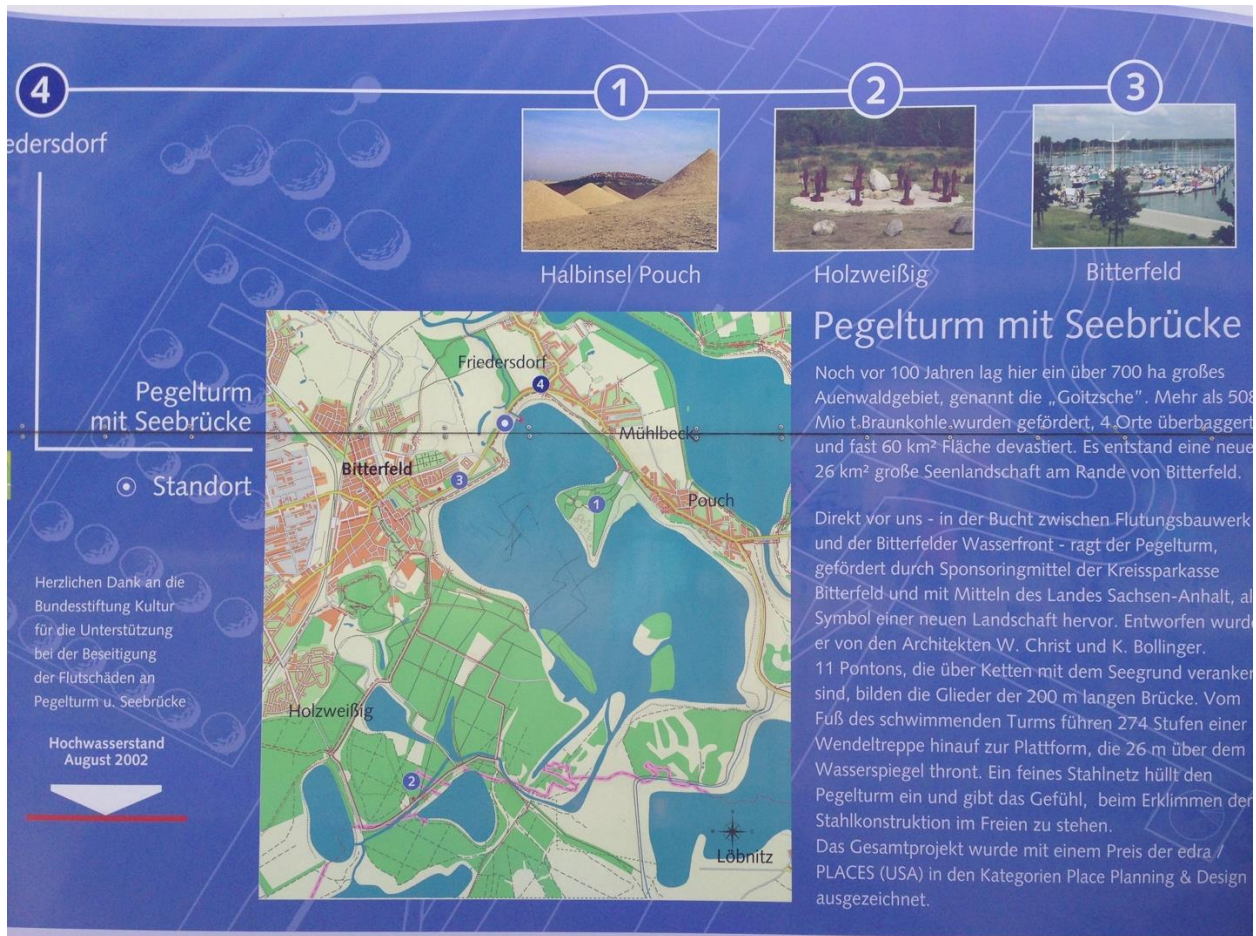 4
1
2
3
edersdorf
Halbinsel Pouch
Holzweißig
Bitterfeld
Pegelturm
mit Seebrücke
Standort
Herzlichen Dank an die
Bundesstiftung Kultur
für die Unterstützung
bei der Beseitigung
der Flutschäden an
Pegelturm u. Seebrücke
Hochwasserstand
August 2002
Friedersdorf
4
Mühlbeck
Bitterfeld
3
1
Pouch
Holzweißig
2
Löbnitz
Pegelturm mit Seebrücke
Noch vor 100 Jahren lag hier ein über 700 ha großes
Auenwaldgebiet, genannt die „Goitzsche". Mehr als 508
Mio t Braunkohle wurden gefördert, 4 Orte überbaggert
und fast 60 km² Fläche devastiert. Es entstand eine neue
26 km² große Seenlandschaft am Rande von Bitterfeld.
Direkt vor uns - in der Bucht zwischen Flutungsbauwerk
und der Bitterfelder Wasserfront - ragt der Pegelturm,
gefördert durch Sponsoringmittel der Kreissparkasse
Bitterfeld und mit Mitteln des Landes Sachsen-Anhalt, al
Symbol einer neuen Landschaft hervor. Entworfen wurde
er von den Architekten W. Christ und K. Bollinger.
11 Pontons, die über Ketten mit dem Seegrund veranker
sind, bilden die Glieder der 200 m langen Brücke. Vom
Fuß des schwimmenden Turms führen 274 Stufen einer
Wendeltreppe hinauf zur Plattform, die 26 m über dem
Wasserspiegel thront. Ein feines Stahlnetz hüllt den
Pegelturm ein und gibt das Gefühl, beim Erklimmen der
Stahlkonstruktion im Freien zu stehen.
Das Gesamtprojekt wurde mit einem Preis der edra /
PLACES (USA) in den Kategorien Place Planning & Design
ausgezeichnet.